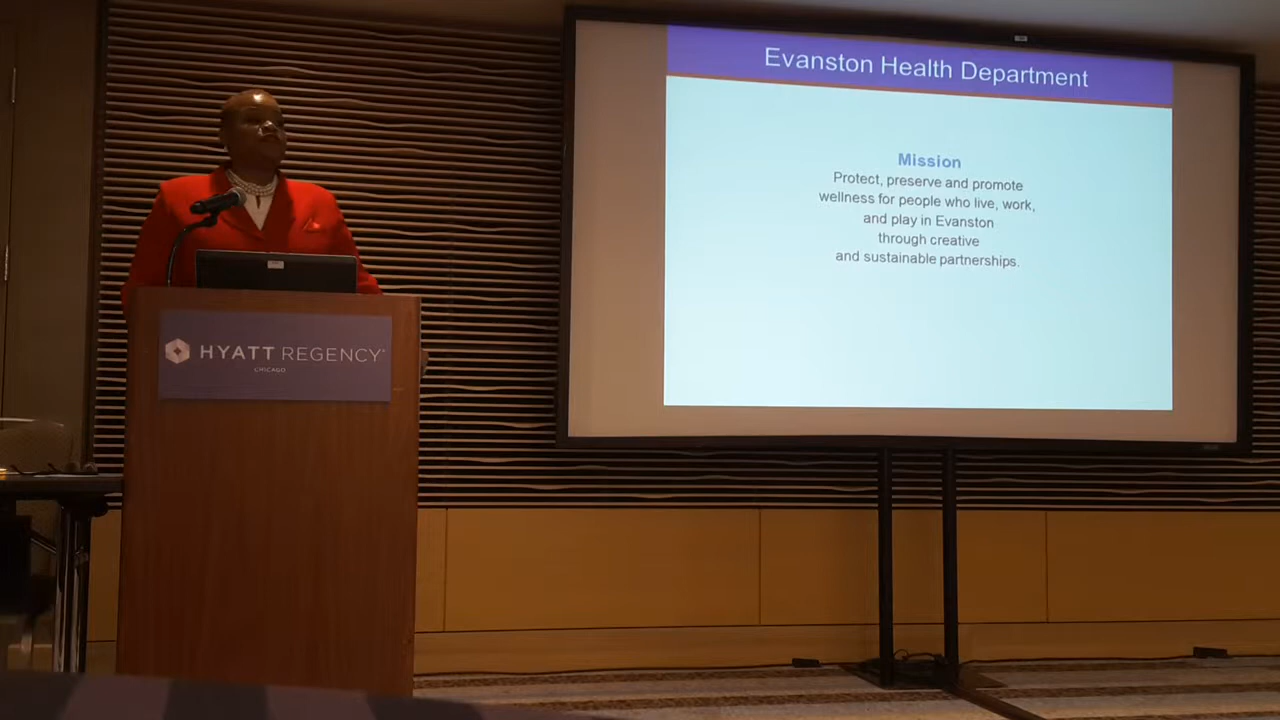 Evanston Health Department
Mission
Protect, preserve and promote
wellness for people who live, work,
and play in Evanston
through creative
and sustainable partnerships.
HYATT REGENCY
CHICAGO